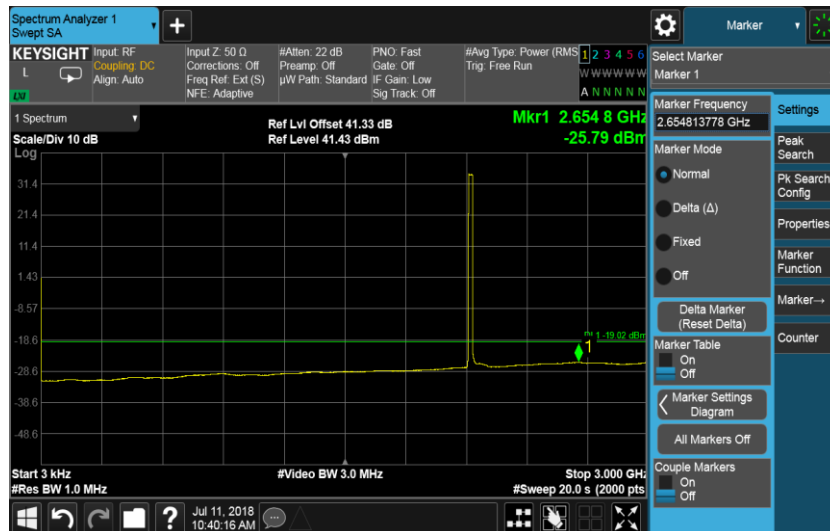 Spectrum Analyzer 1
Swept SA
+
Marker
KEYSIGHT
L
LXI
Input: RF
Coupling: DC
Align: Auto
Input Z: 50 Ω
Corrections: Off
Freq Ref: Ext (S)
NFE: Adaptive
#Atten: 22 dB
Preamp: Off
µW Path: Standard
PNO: Fast
Gate: Off
IF Gain: Low
Sig Track: Off
#Avg Type: Power (RMS
Trig: Free Run
1 2 3 4 5 6
W W W W W W
A N N N N N
1 Spectrum
Scale/Div 10 dB
Log
Ref Lvl Offset 41.33 dB
Ref Level 41.43 dBm
Mkr1 2.654 8 GHz
-25.79 dBm
31.4
21.4
11.4
1.43
-8.57
-18.6
-28.6
-38.6
-48.6
DL1 -19.02 dBm
1
Start 3 kHz
#Res BW 1.0 MHz
#Video BW 3.0 MHz
Stop 3.000 GHz
#Sweep 20.0 s (2000 pts
?
Jul 11, 2018
10:40:16 AM
Select Marker
Marker 1
Marker Frequency
2.654813778 GHz
Marker Mode
Normal
Delta (Δ)
Fixed
Off
Delta Marker
(Reset Delta)
Marker Table
On
Off
Marker Settings
Diagram
All Markers Off
Couple Markers
On
Off
Settings
Peak
Search
Pk Search
Config
Properties
Marker
Function
Marker→
Counter